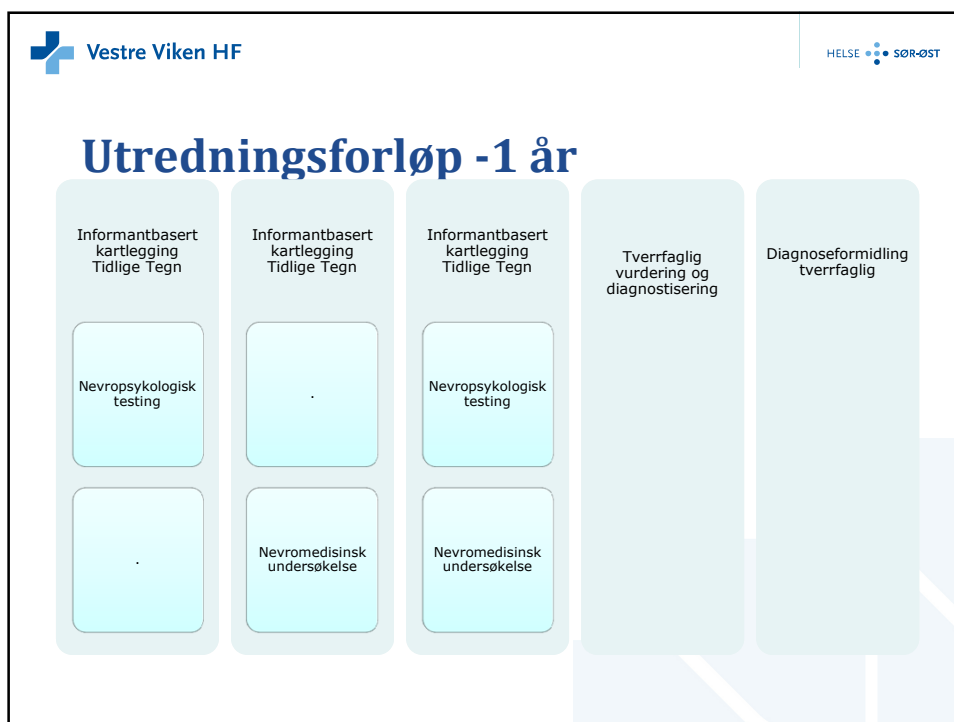 Vestre Viken HF
HELSE SØR-ØST
Utredningsforløp -1 år
Informantbasert
kartlegging
Tidlige Tegn
Nevropsykologisk
testing
.
Informantbasert
kartlegging
Tidlige Tegn
.
Nevromedisinsk
undersøkelse
Informantbasert
kartlegging
Tidlige Tegn
Nevropsykologisk
testing
Nevromedisinsk
undersøkelse
Tverrfaglig
vurdering og
diagnostisering
Diagnoseformidling
tverrfaglig